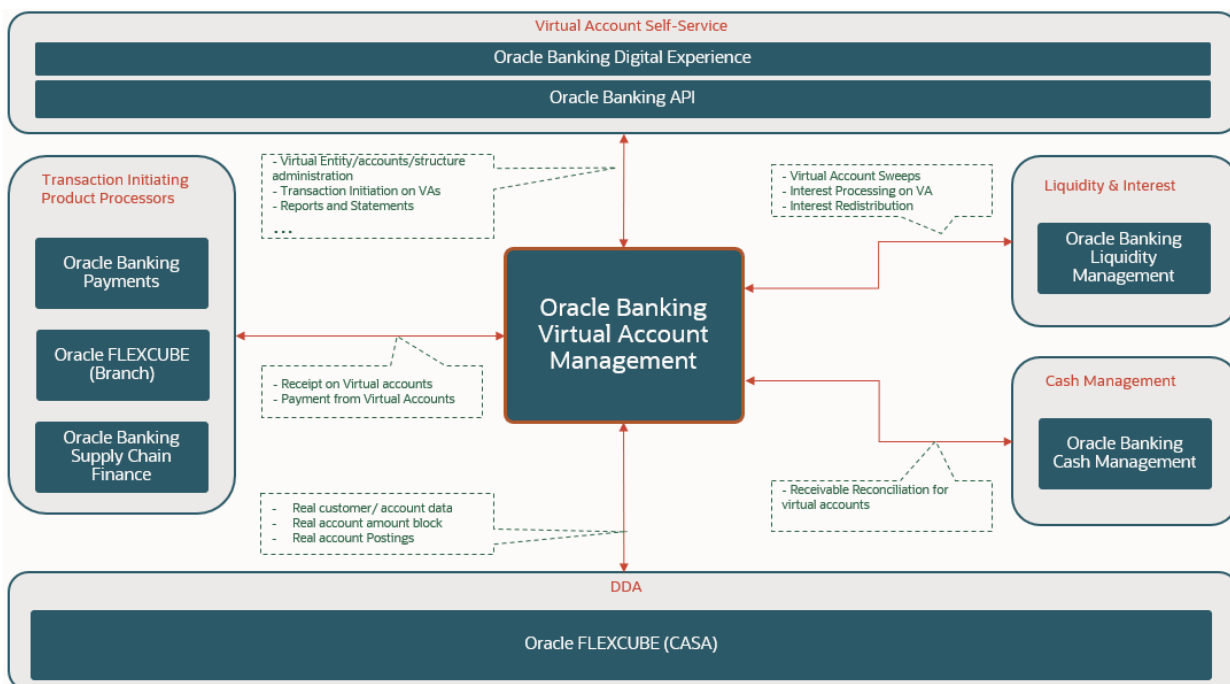 Virtual Account Self-Service
Oracle Banking Digital Experience
Oracle Banking API
- Virtual Entity/accounts/structure
administration
- Transaction Initiation on VAs
- Reports and Statements
...
- Virtual Account Sweeps
- Interest Processing on VA
- Interest Redistribution
Transaction Initiating
Product Processors
Oracle Banking
Payments
Oracle FLEXCUBE
(Branch)
Oracle Banking
Supply Chain
Finance
- Receipt on Virtual accounts
- Payment from Virtual Accounts
Oracle Banking
Virtual Account
Management
Liquidity & Interest
Oracle Banking
Liquidity
Management
Cash Management
Oracle Banking
Cash Management
- Receivable Reconciliation for
virtual accounts
- Real customer/ account data
- Real account amount block
- Real account Postings
DDA
Oracle FLEXCUBE (CASA)